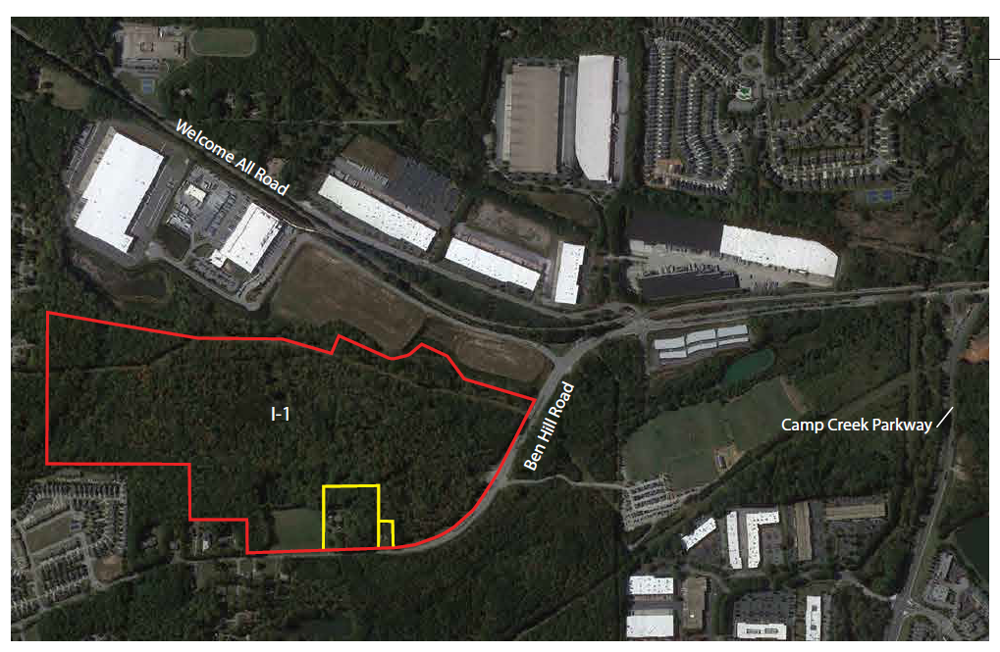 Welcome All Road
I-1
Ben Hill Road
Camp Creek Parkway